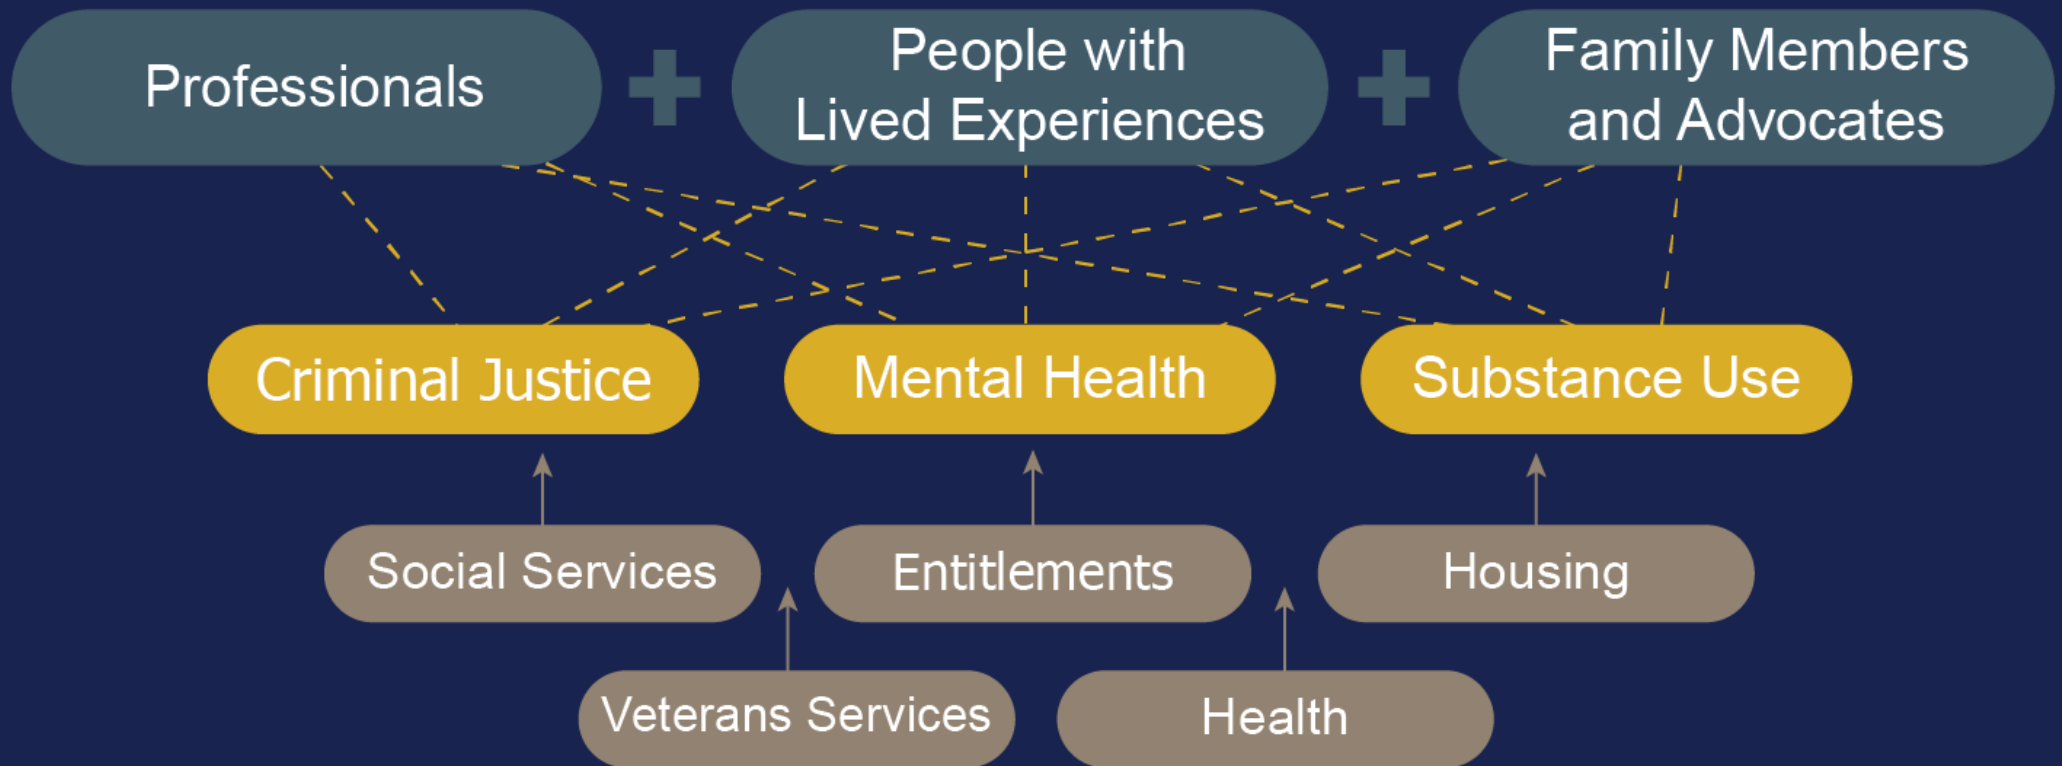 Professionals
People with
Lived Experiences
Family Members
and Advocates
Criminal Justice
Mental Health
Substance Use
Social Services
Entitlements
Housing
Veterans Services
Health